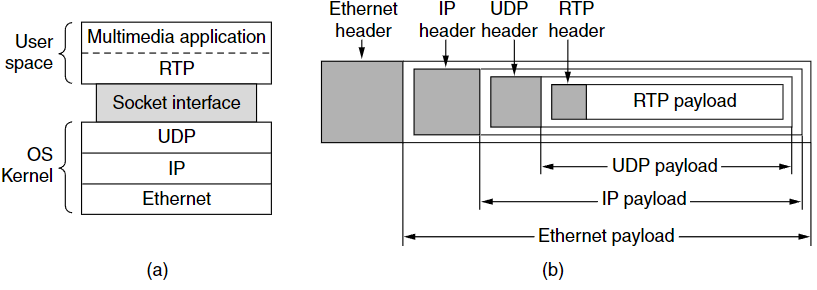 User
space
Multimedia application
RTP
Socket interface
OS
Kernel
UDP
IP
Ethernet
(a)
Ethernet
header
IP
header
UDP
header
RTP
header
RTP payload
UDP payload
IP payload
Ethernet payload
(b)